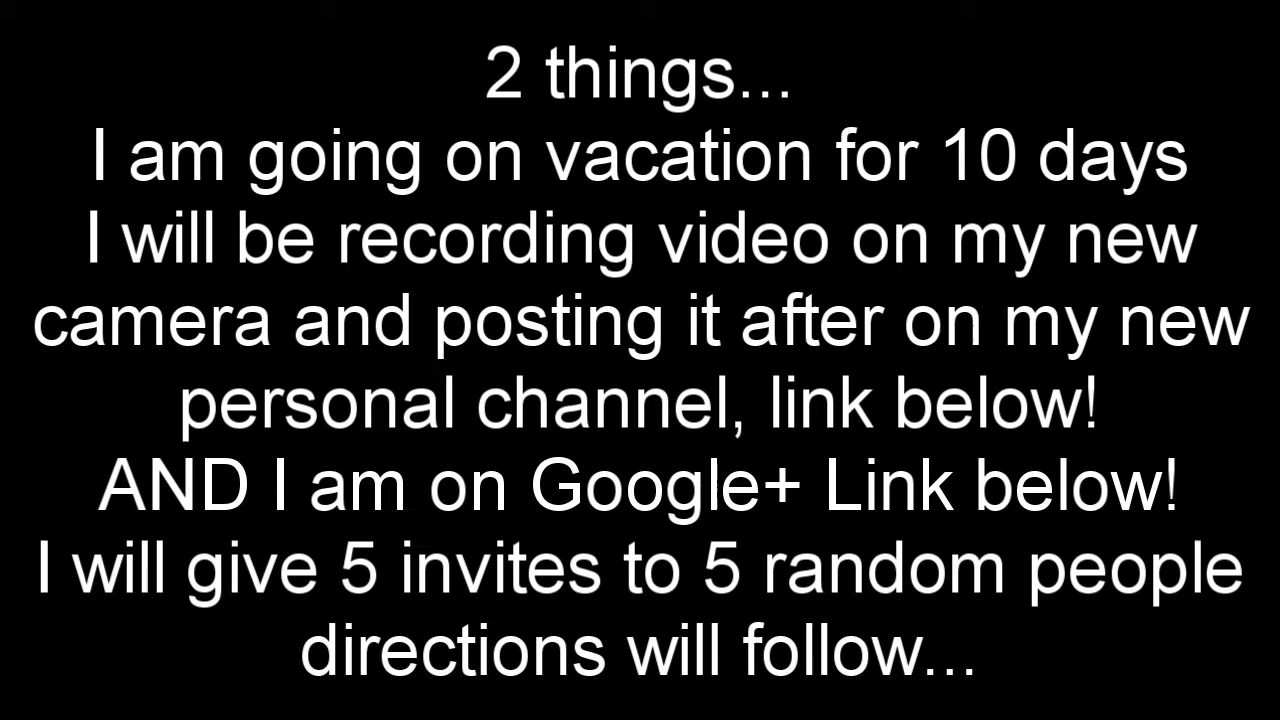 2 things...
I am going on vacation for 10 days
I will be recording video on my new
camera and posting it after on my new
personal channel, link below!
AND I am on Google+ Link below!
I will give 5 invites to 5 random people
directions will follow...